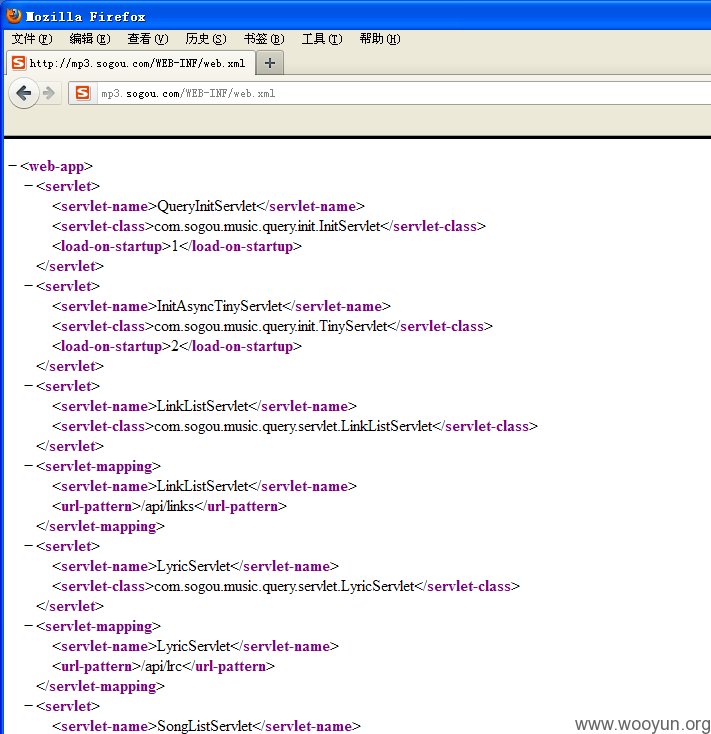 Mozilla Firefox
文件(F) 编辑(E) 查看(V) 历史(S) 书签(B) 工具(T) 帮助(H)
http://mp3.sogou.com/WEB-INF/web.xml
mp3.sogou.com/WEB-INF/web.xml
−<web-app>
−<servlet>
<servlet-name>QueryInitServlet</servlet-name>
<servlet-class>com.sogou.music.query.init.InitServlet</servlet-class>
<load-on-startup>1</load-on-startup>
</servlet>
−<servlet>
<servlet-name>InitAsyncTinyServlet</servlet-name>
<servlet-class>com.sogou.music.query.init.TinyServlet</servlet-class>
<load-on-startup>2</load-on-startup>
</servlet>
−<servlet>
<servlet-name>LinkListServlet</servlet-name>
<servlet-class>com.sogou.music.query.servlet.LinkListServlet</servlet-class>
</servlet>
−<servlet-mapping>
<servlet-name>LinkListServlet</servlet-name>
<url-pattern>/api/links</url-pattern>
</servlet-mapping>
−<servlet>
<servlet-name>LyricServlet</servlet-name>
<servlet-class>com.sogou.music.query.servlet.LyricServlet</servlet-class>
</servlet>
−<servlet-mapping>
<servlet-name>LyricServlet</servlet-name>
<url-pattern>/api/lrc</url-pattern>
</servlet-mapping>
−<servlet>
<servlet-name>SongListServlet</servlet-name>
www.wooyun.org